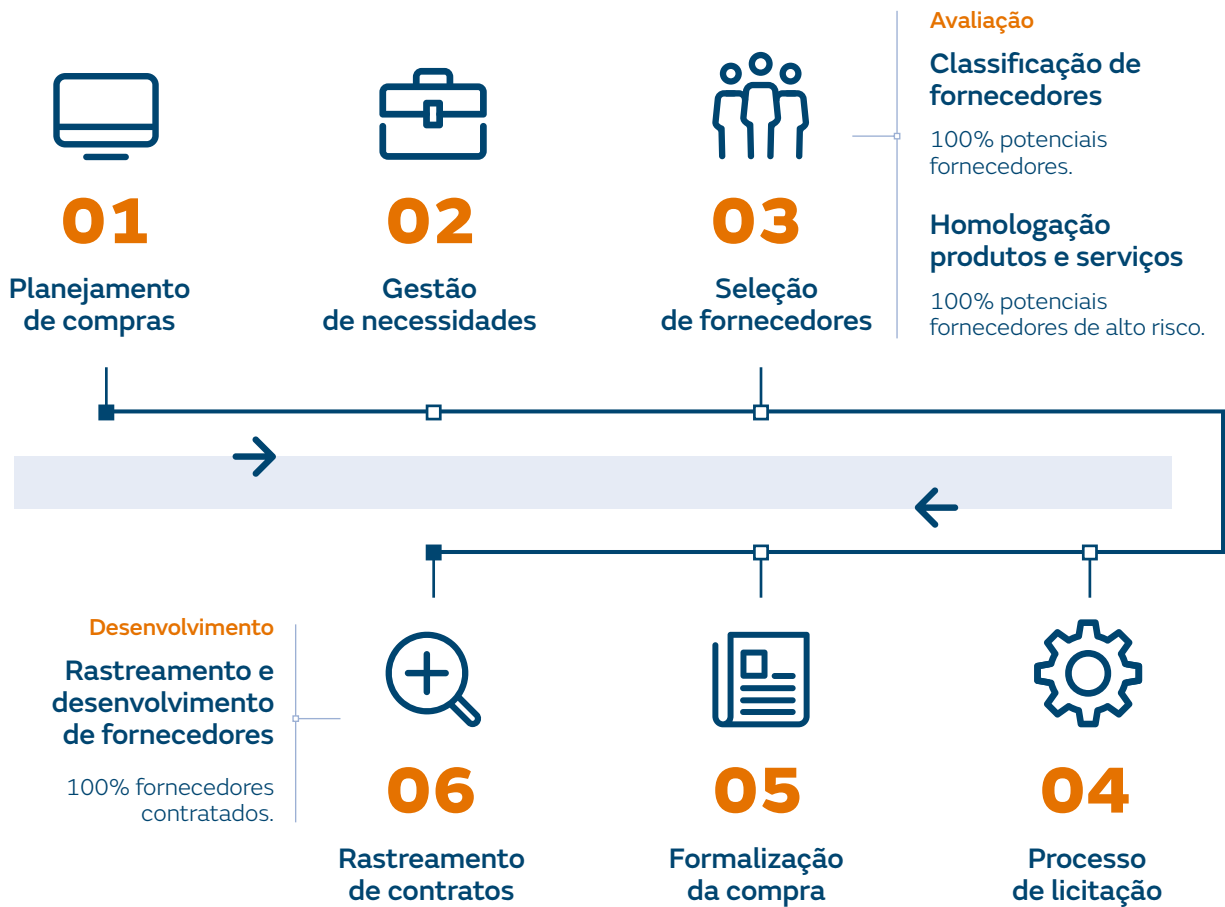 01
Planejamento
de compras
02
Gestão
de necessidades
03
Seleção
de fornecedores
Avaliação
Classificação de
fornecedores
100% potenciais
fornecedores.
Homologação
produtos e serviços
100% potenciais
fornecedores de alto risco.
Desenvolvimento
Rastreamento e
desenvolvimento
de fornecedores
100% fornecedores
contratados.
06
Rastreamento
de contratos
05
Formalização
da compra
04
Processo
de licitação